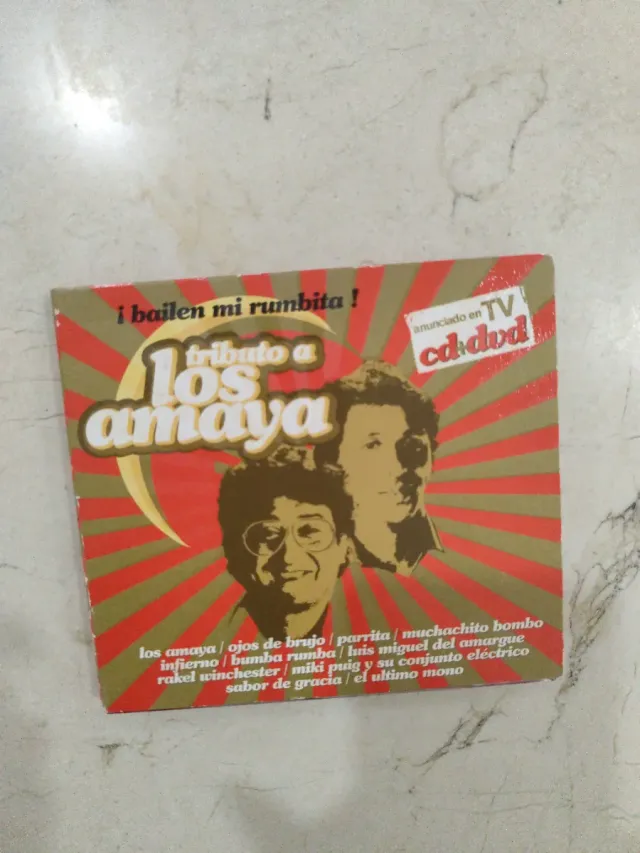 ¡ bailen mi rumbita !
tributo a
los
amaya
anunciado en TV
cd+dvd
los amaya / ojos de brujo / parrita / muchachito bombo
infierno / bumba rumba / luis miguel del amargue
rakel winchester / miki puig y su conjunto eléctrico
sabor de gracia / el ultimo mono